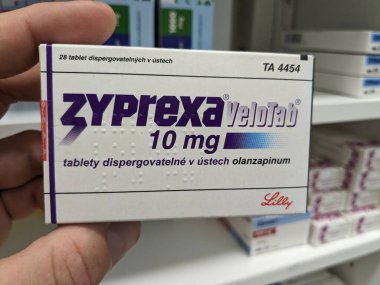 28 tablet dispergovatelných v ústech
TA 4454
ZYPREXA® VeloTab®
10 mg
tablety dispergovatelné v ústech olanzapinum
Lilly